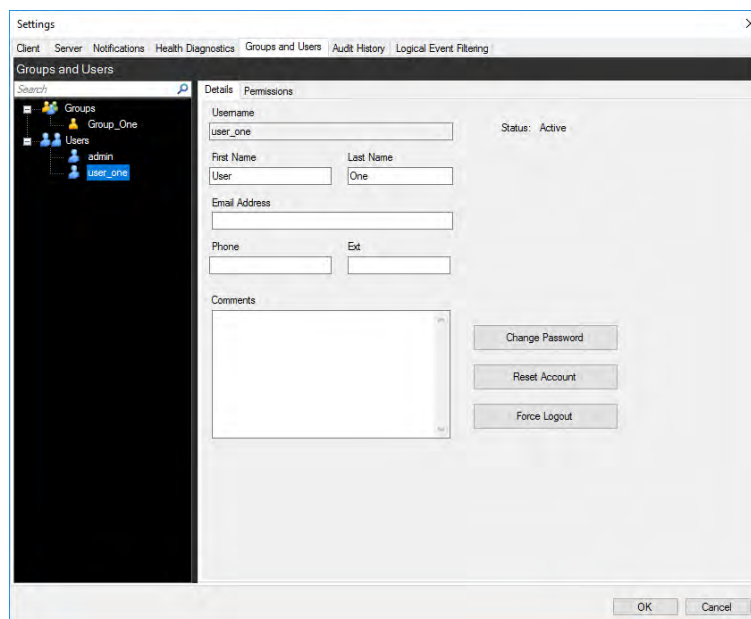 Settings
Client Server Notifications Health Diagnostics Groups and Users Audit History Logical Event Filtering
Groups and Users
Search
Groups
Group_One
Users
admin
user_one
Details Permissions
Username
user_one
Status: Active
First Name Last Name
User One
Email Address
Phone Ext
Comments
Change Password
Reset Account
Force Logout
OK Cancel